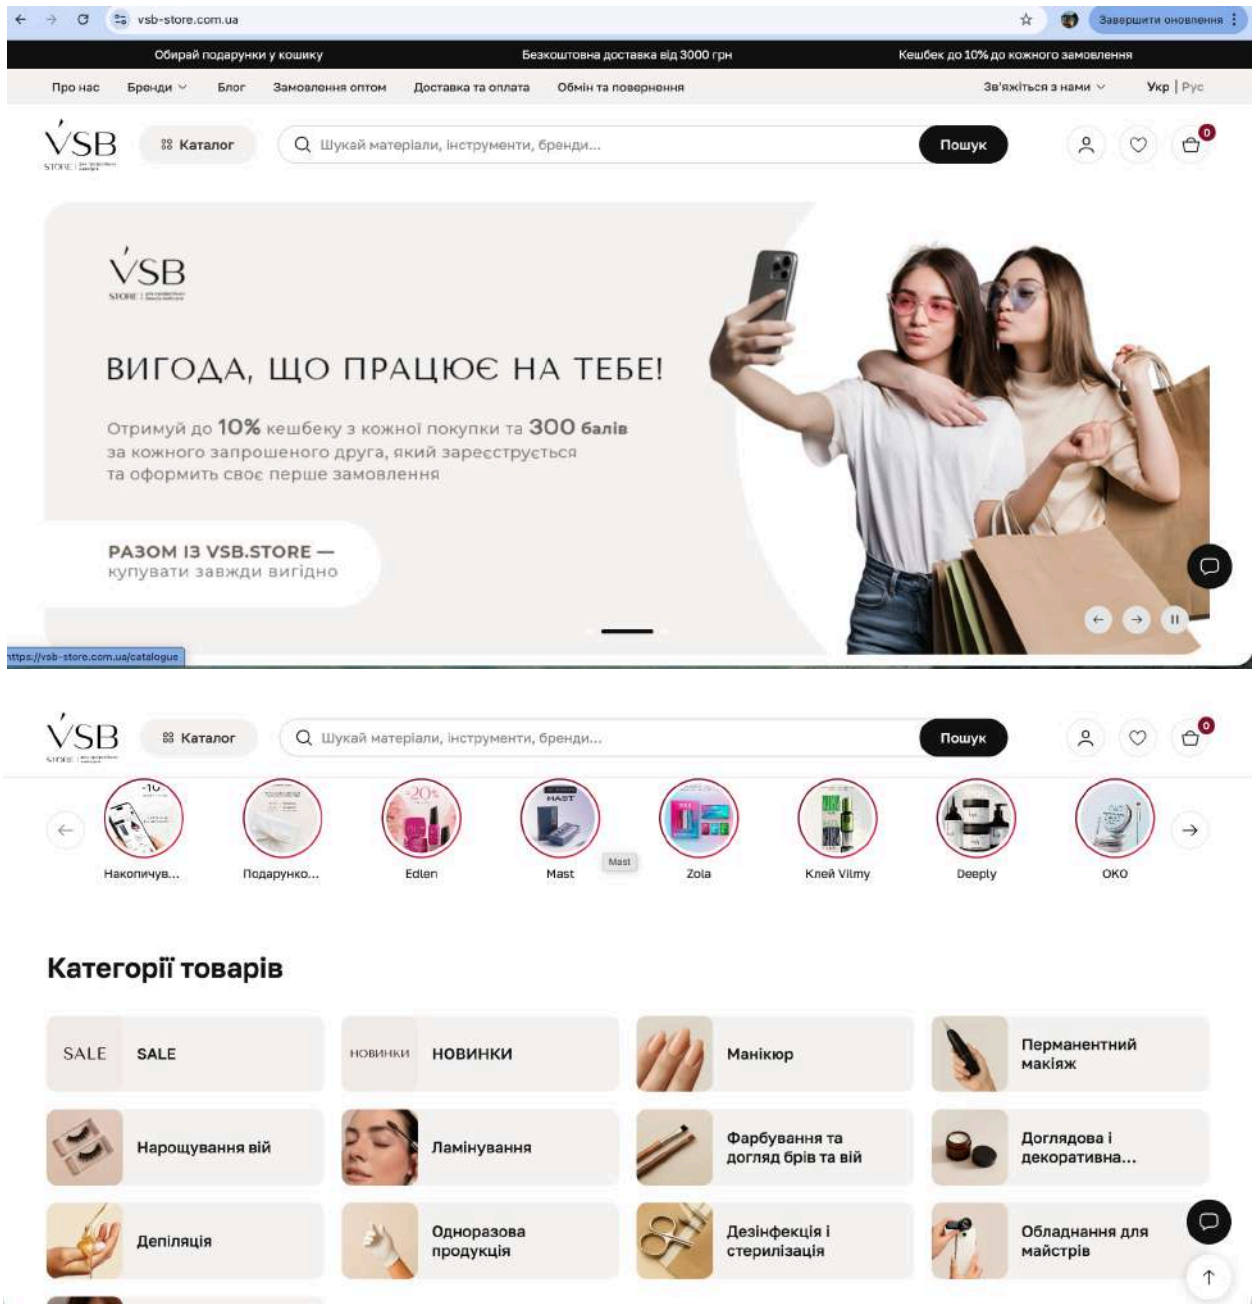 vsb-store.com.ua
Завершити оновлення
Обирай подарунки у кошику
Безкоштовна доставка від 3000 грн
Кешбек до 10% до кожного замовлення
Про нас
Бренди
Блог
Замовлення оптом
Доставка та оплата
Обмін та повернення
Зв'яжіться з нами
Укр | Рус
VSB
STORE
Каталог
Шукай матеріали, інструменти, бренди...
Пошук
0
VSB
STORE
ВИГОДА, ЩО ПРАЦЮЄ НА ТЕБЕ!
Отримуй до 10% кешбеку з кожної покупки та 300 балів
за кожного запрошеного друга, який зареєструється
та оформить своє перше замовлення
РАЗОМ ІЗ VSB.STORE —
купувати завжди вигідно
https://vsb-store.com.ua/catalogue
VSB
STORE
Каталог
Шукай матеріали, інструменти, бренди...
Пошук
0
-10
-20%
MAST
Накопичув...
Подарунко...
Edlen
Mast
Mast
Zola
Клей Vilmy
Deeply
ОКО
Категорії товарів
SALE
SALE
НОВИНКИ
НОВИНКИ
Манікюр
Перманентний
макіяж
Нарощування вій
Ламінування
Фарбування та
догляд брів та вій
Доглядова і
декоративна...
Депіляція
Одноразова
продукція
Дезінфекція і
стерилізація
Обладнання для
майстрів